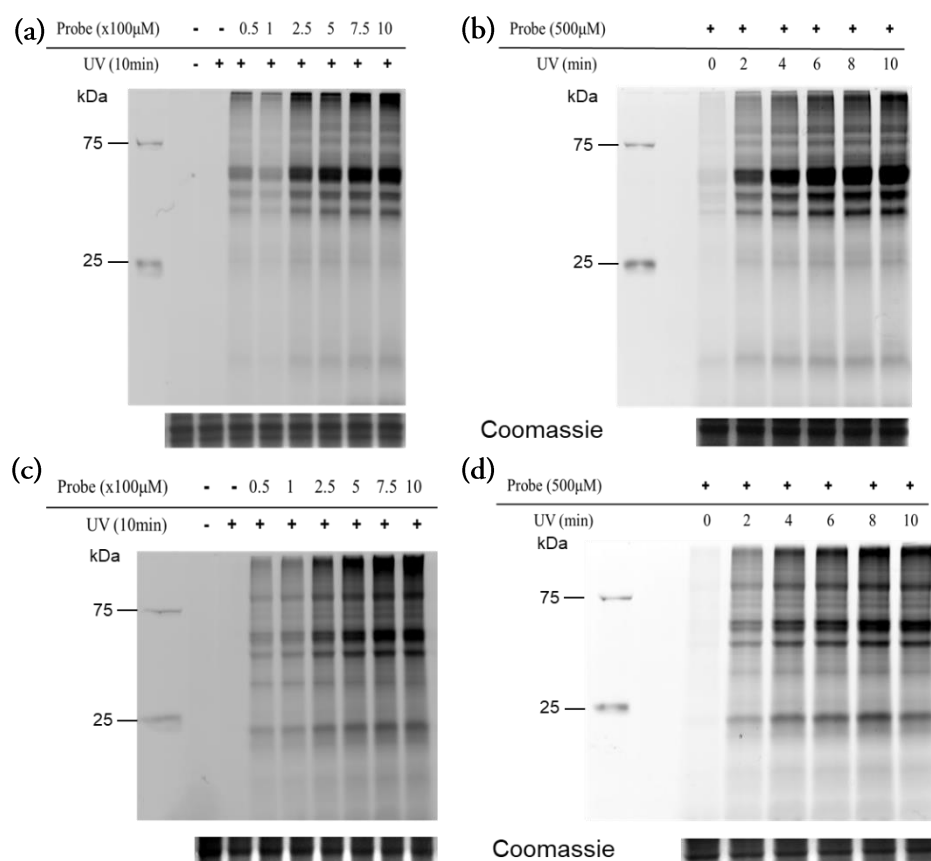 (a)
Probe (x100µM) - - 0.5 1 2.5 5 7.5 10
UV (10min) - + + + + + + +
kDa
75
25
(b)
Probe (500µM) + + + + + +
UV (min) 0 2 4 6 8 10
kDa
75
25
Coomassie
(c)
Probe (x100µM) - - 0.5 1 2.5 5 7.5 10
UV (10min) - + + + + + + +
kDa
75
25
(d)
Probe (500µM) + + + + + +
UV (min) 0 2 4 6 8 10
kDa
75
25
Coomassie